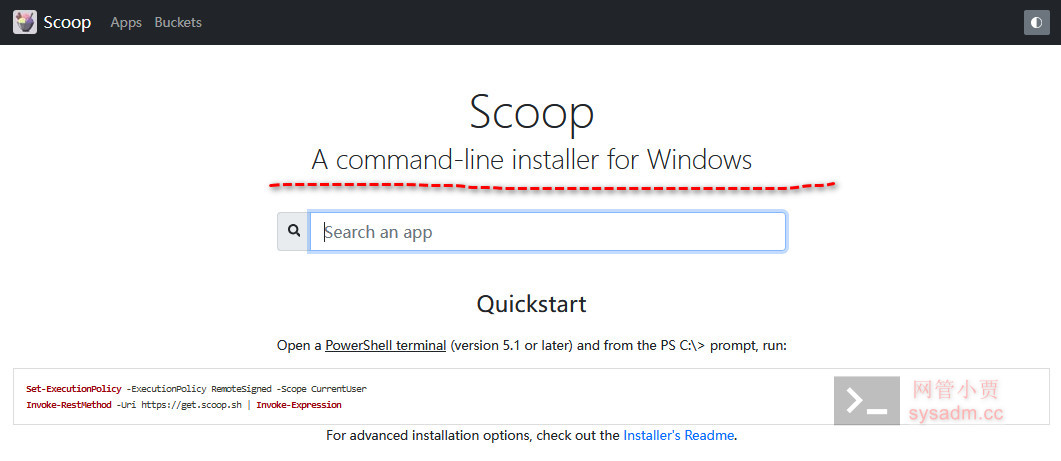 Scoop Apps Buckets
Scoop
A command-line installer for Windows
Search an app
Quickstart
Open a PowerShell terminal (version 5.1 or later) and from the PS C:\> prompt, run:
Set-ExecutionPolicy -ExecutionPolicy RemoteSigned -Scope CurrentUser
Invoke-RestMethod -Uri https://get.scoop.sh | Invoke-Expression
网管小贾
sysadm.cc
For advanced installation options, check out the Installer's Readme.